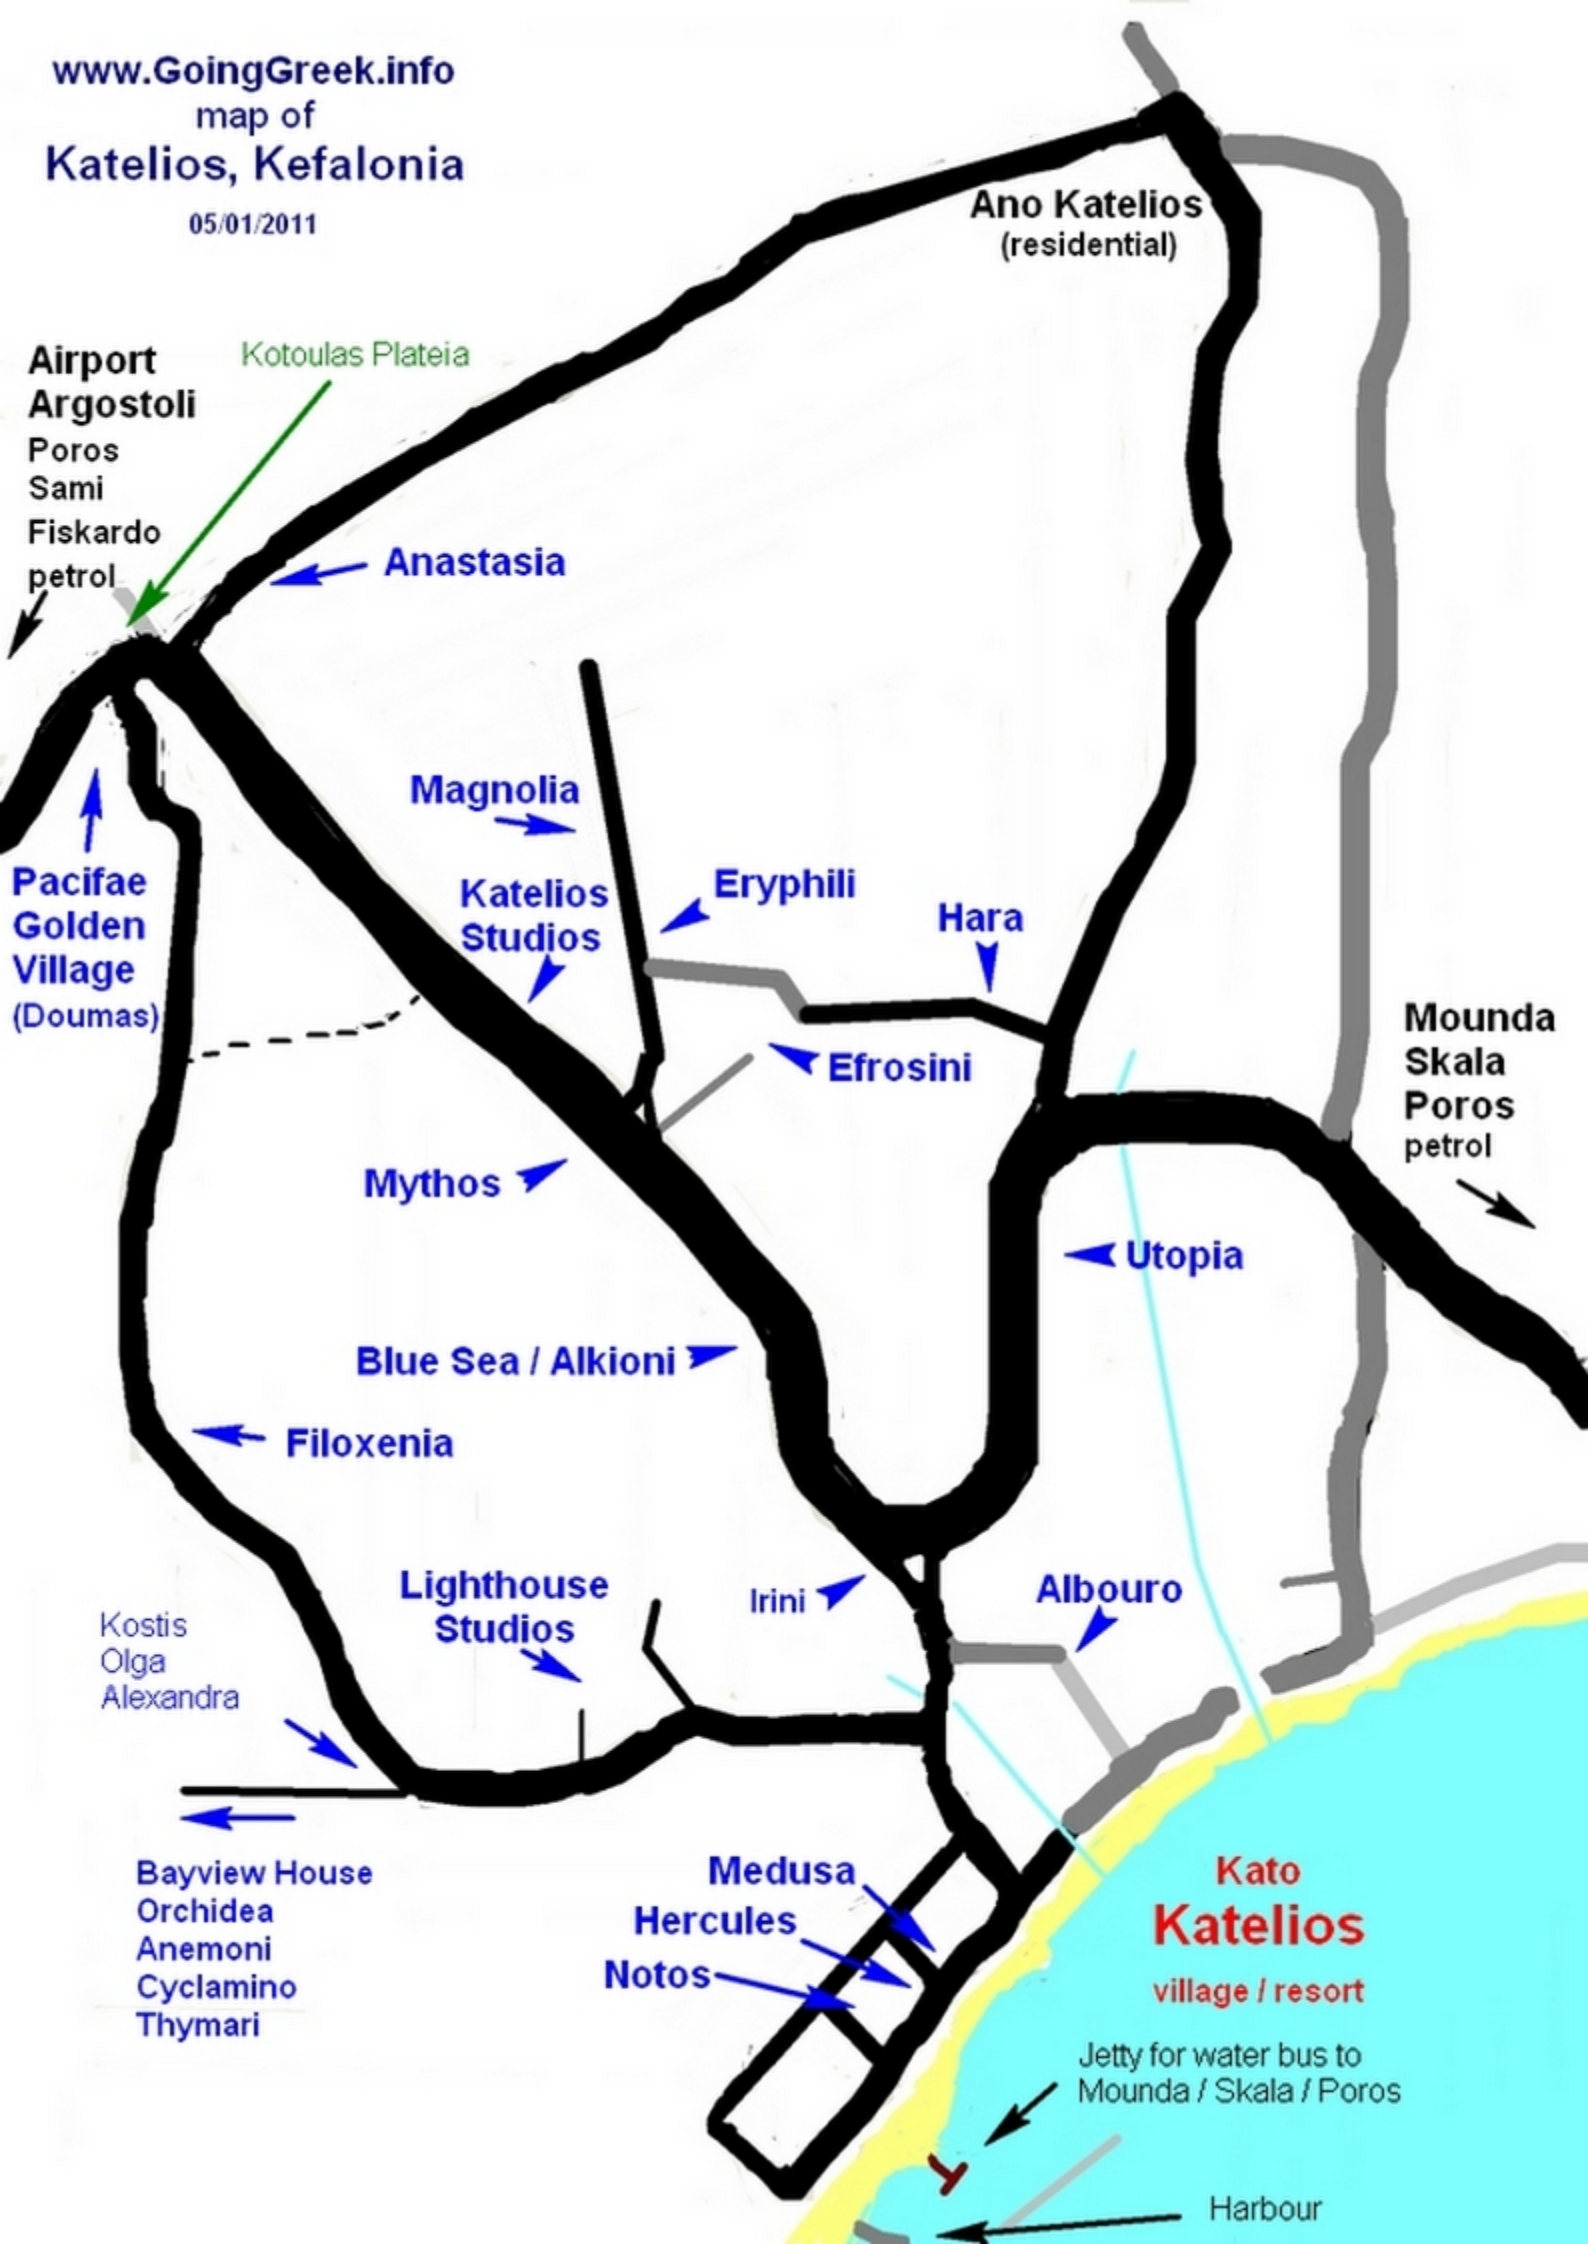 www.GoingGreek.info
map of
Katelios, Kefalonia
05/01/2011
Ano Katelios
(residential)
Airport
Argostoli
Poros
Sami
Fiskardo
petrol
Kotoulas Plateia
Anastasia
Magnolia
Pacifae
Golden
Village
(Doumas)
Katelios
Studios
Eryphili
Hara
Efrosini
Mounda
Skala
Poros
petrol
Mythos
Utopia
Blue Sea / Alkioni
Filoxenia
Lighthouse
Studios
Irini
Albouro
Kostis
Olga
Alexandra
Bayview House
Orchidea
Anemoni
Cyclamino
Thymari
Medusa
Hercules
Notos
Kato
Katelios
village / resort
Jetty for water bus to
Mounda / Skala / Poros
Harbour